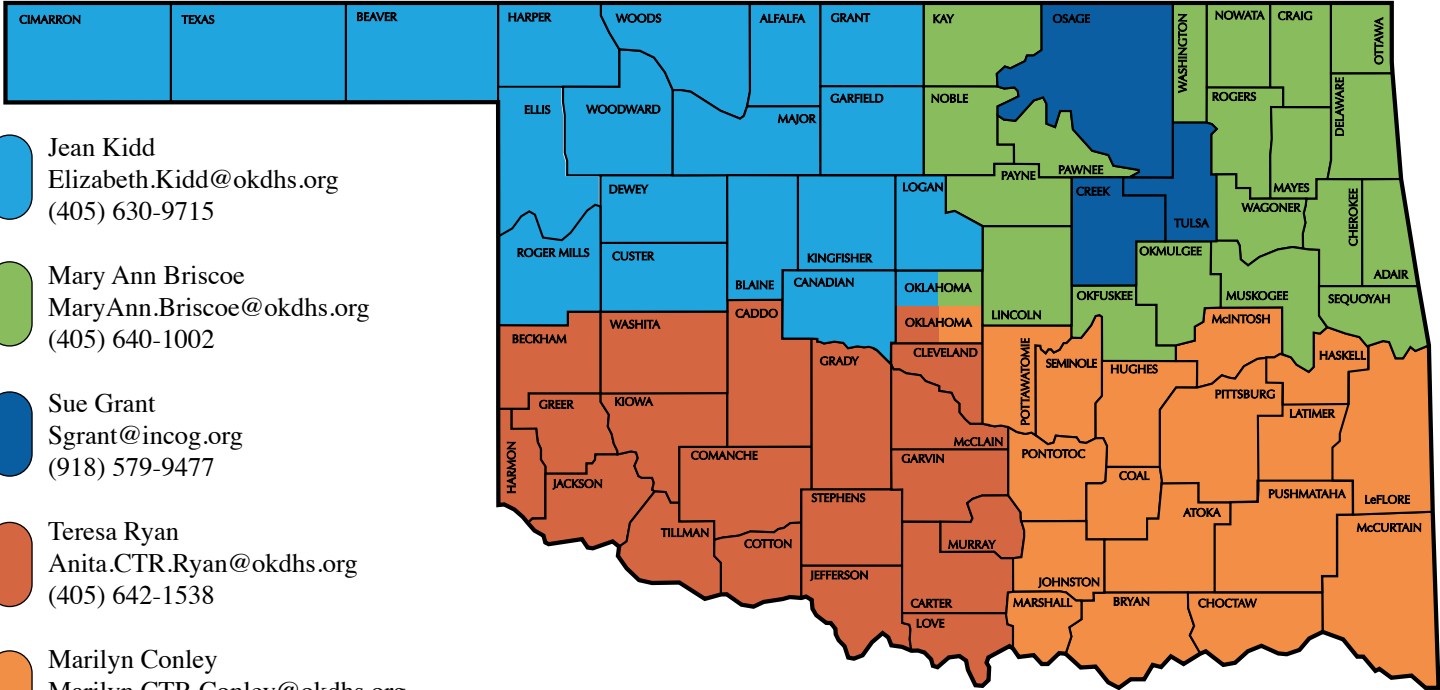 CIMARRON
TEXAS
BEAVER
HARPER
WOODS
ALFALFA
GRANT
KAY
OSAGE
WASHINGTON
NOWATA
CRAIG
OTTAWA
ELLIS
WOODWARD
MAJOR
GARFIELD
NOBLE
ROGERS
DELAWARE
Jean Kidd
Elizabeth.Kidd@okdhs.org
(405) 630-9715
DEWEY
LOGAN
PAYNE
PAWNEE
CREEK
TULSA
MAYES
WAGONER
CHEROKEE
ADAIR
ROGER MILLS
CUSTER
BLAINE
KINGFISHER
CANADIAN
OKLAHOMA
OKLAHOMA
LINCOLN
OKFUSKEE
OKMULGEE
MUSKOGEE
SEQUOYAH
Mary Ann Briscoe
MaryAnn.Briscoe@okdhs.org
(405) 640-1002
BECKHAM
WASHITA
CADDO
GRADY
CLEVELAND
POTTAWATOMIE
SEMINOLE
HUGHES
McINTOSH
HASKELL
PITTSBURG
LATIMER
Sue Grant
Sgrant@incog.org
(918) 579-9477
GREER
KIOWA
HARMON
JACKSON
COMANCHE
McCLAIN
GARVIN
PONTOTOC
COAL
STEPHENS
ATOKA
PUSHMATAHA
LeFLORE
McCURTAIN
Teresa Ryan
Anita.CTR.Ryan@okdhs.org
(405) 642-1538
TILLMAN
COTTON
MURRAY
JEFFERSON
JOHNSTON
CARTER
MARSHALL
BRYAN
CHOCTAW
LOVE
Marilyn Conley
Marilyn.CTR.Conley@okdhs.org